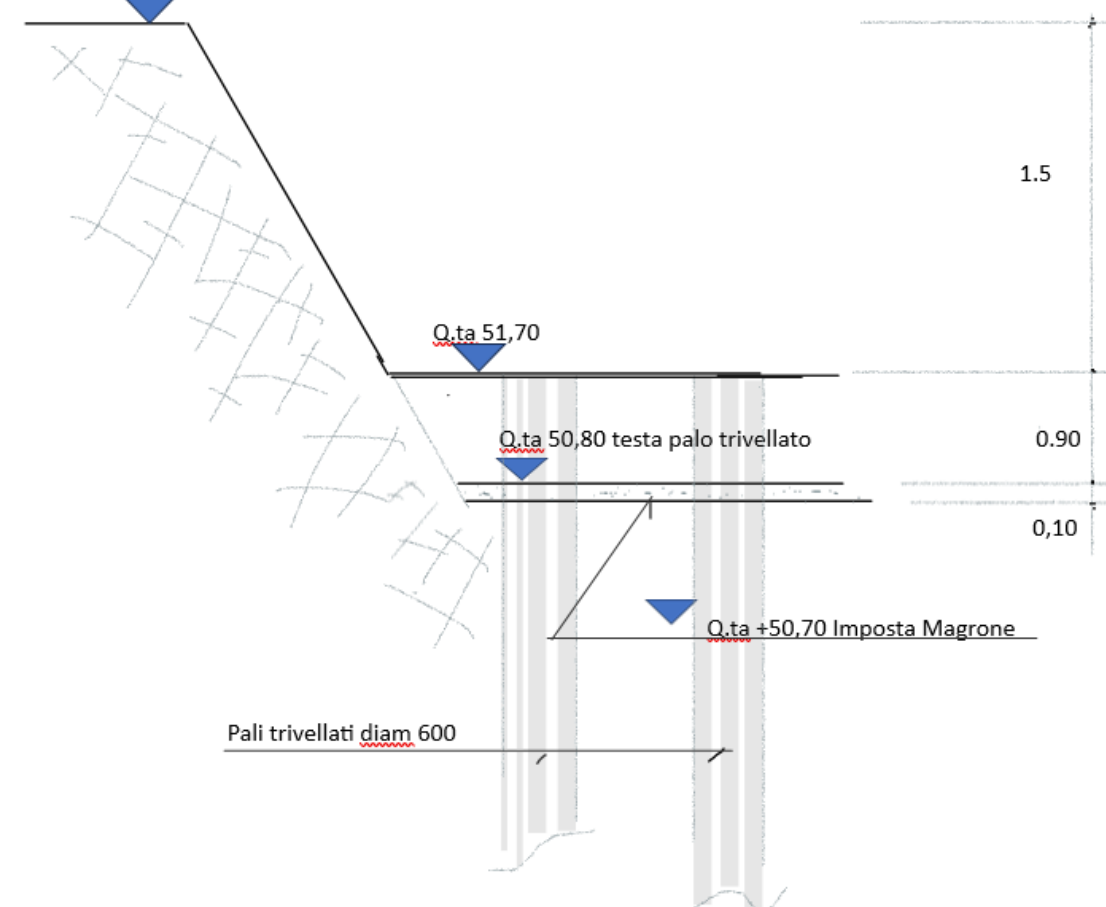 1.5
Q.ta 51,70
Q.ta 50,80 testa palo trivellato
0.90
0,10
Q.ta +50,70 Imposta Magrone
Pali trivellati diam 600